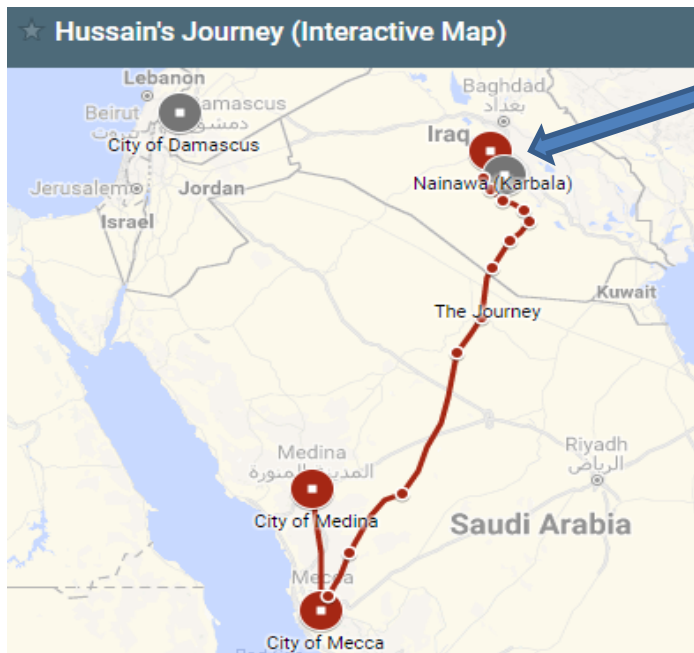 Hussain's Journey (Interactive Map)
Lebanon
Baghdad
بغداد
Beirut
amascus
دمشق
بيروت
Iraq
City of Damascus
Nainawa (Karbala)
Jerusalem
Jordan
Israel
Kuwait
The Journey
Medina
المدينة المنورة
Riyadh
الرياض
City of Medina
Saudi Arabia
Mecca
City of Mecca